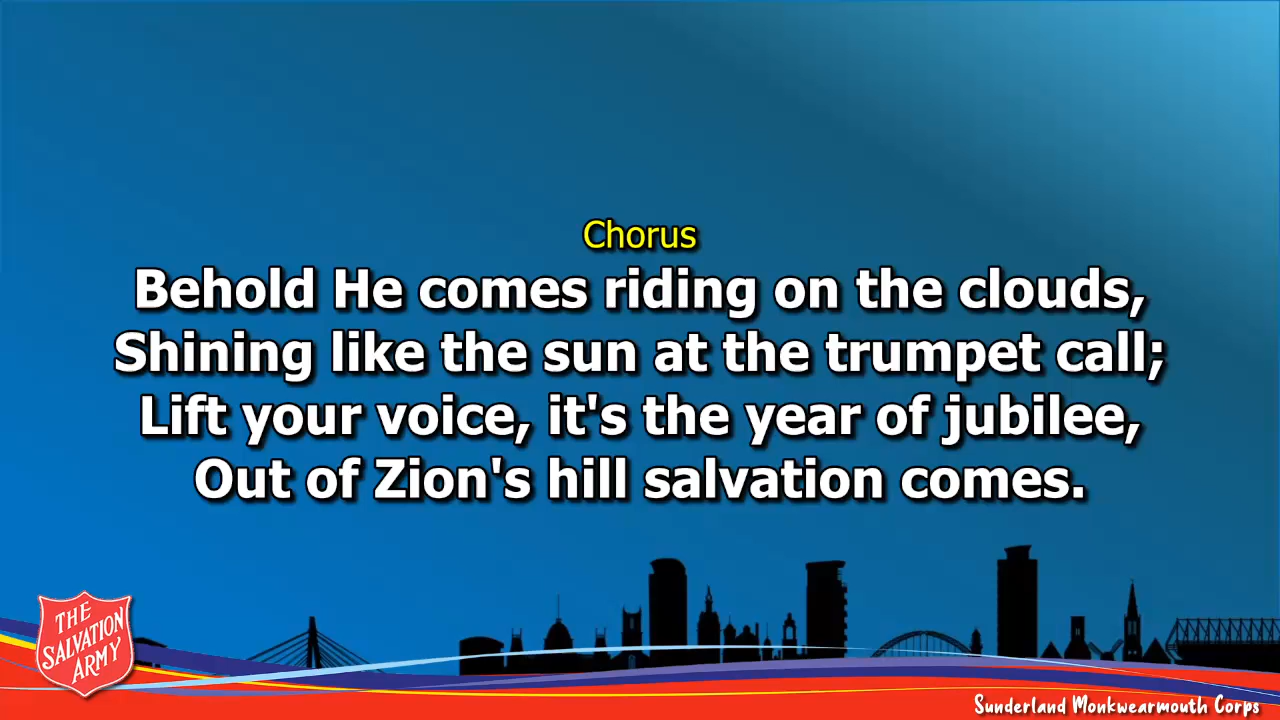 Chorus
Behold He comes riding on the clouds,
Shining like the sun at the trumpet call;
Lift your voice, it's the year of jubilee,
Out of Zion's hill salvation comes.
THE
SALVATION
ARMY
Sunderland Monkwearmouth Corps